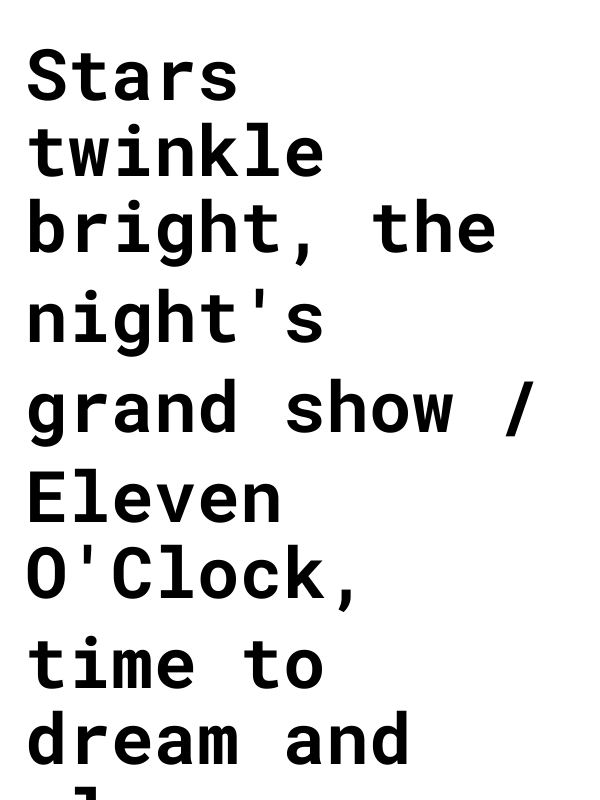 Stars
twinkle
bright, the
night's
grand show /
Eleven
O'Clock,
time to
dream and